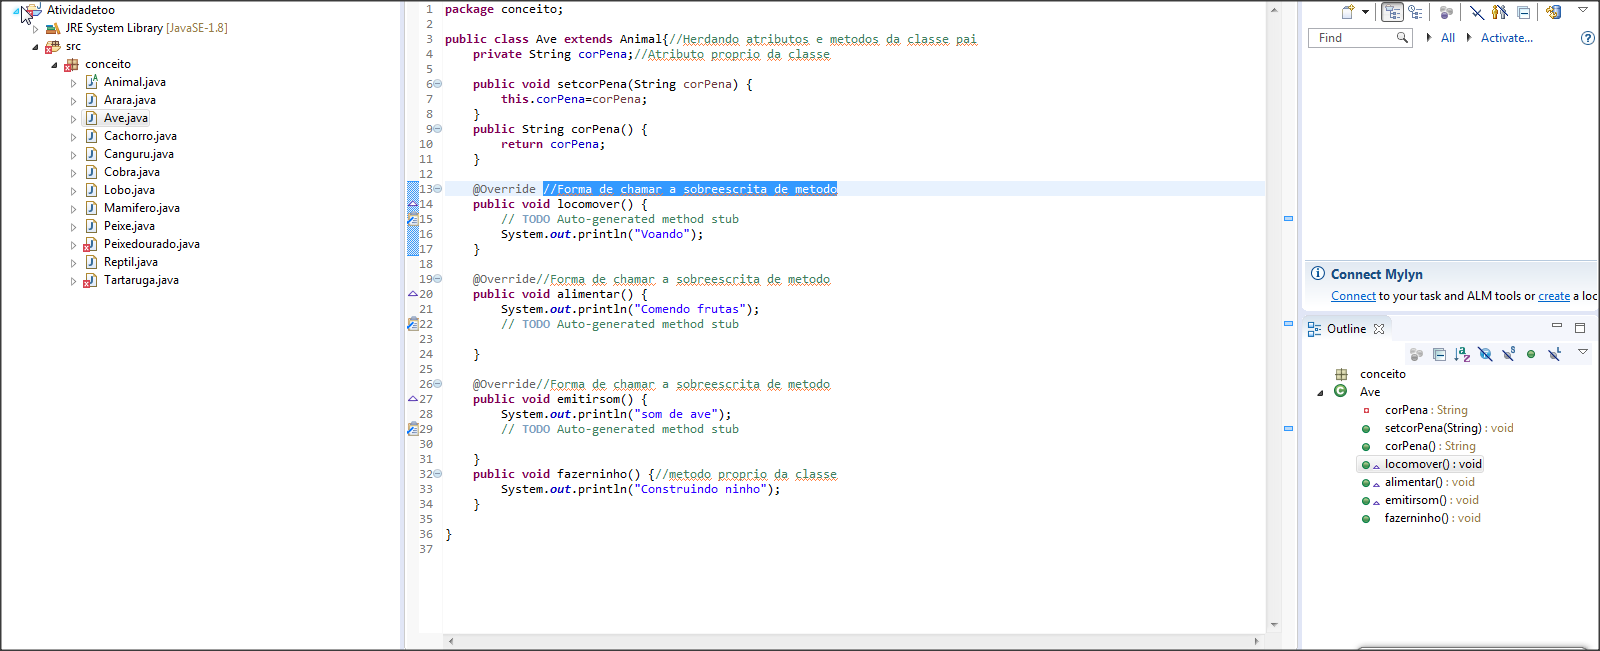 Atividadetoo
JRE System Library [JavaSE-1.8]
src
conceito
Animal.java
Arara.java
Ave.java
Cachorro.java
Canguru.java
Cobra.java
Lobo.java
Mamifero.java
Peixe.java
Peixedourado.java
Reptil.java
Tartaruga.java
1 package conceito;
2
3 public class Ave extends Animal{//Herdando atributos e metodos da classe pai
4 private String corPena;//Atributo proprio da classe
5
6 public void setcorPena(String corPena) {
7 this.corPena=corPena;
8 }
9 public String corPena() {
10 return corPena;
11 }
12
13 @Override //Forma de chamar a sobreescrita de metodo
14 public void locomover() {
15 // TODO Auto-generated method stub
16 System.out.println("Voando");
17 }
18
19 @Override//Forma de chamar a sobreescrita de metodo
20 public void alimentar() {
21 System.out.println("Comendo frutas");
22 // TODO Auto-generated method stub
23
24 }
25
26 @Override//Forma de chamar a sobreescrita de metodo
27 public void emitirsom() {
28 System.out.println("som de ave");
29 // TODO Auto-generated method stub
30
31 }
32 public void fazerninho() {//metodo proprio da classe
33 System.out.println("Construindo ninho");
34 }
35
36 }
37
Find
All
Activate...
Connect Mylyn
Connect to your task and ALM tools or create a loc
Outline
conceito
Ave
corPena : String
setcorPena(String) : void
corPena() : String
locomover() : void
alimentar() : void
emitirsom() : void
fazerninho() : void